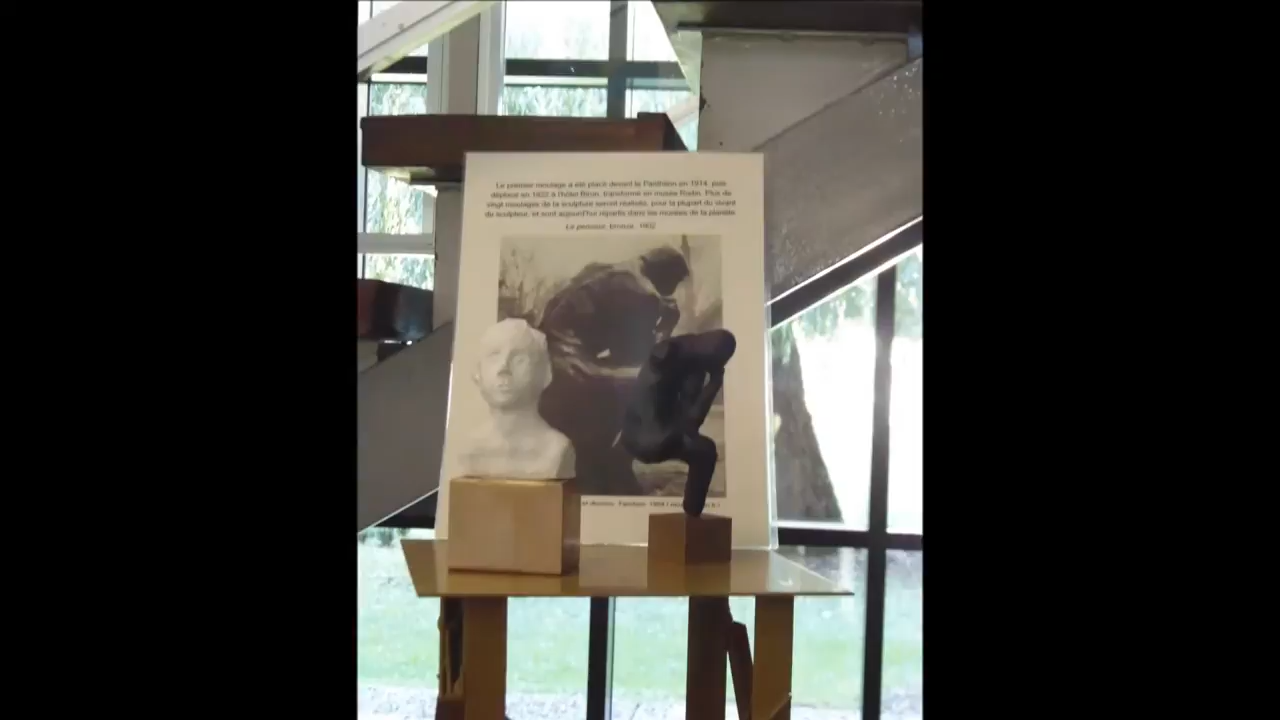 Le premier moulage a été placé devant le Panthéon en 1914, puis
déplacé en 1922 à l'hôtel Biron, transformé en musée Rodin. Plus de
vingt moulages de la sculpture seront réalisés, pour la plupart du vivant
du sculpteur, et sont aujourd'hui répartis dans les musées de la planète.
Le penseur, bronze, 1902
Panthéon